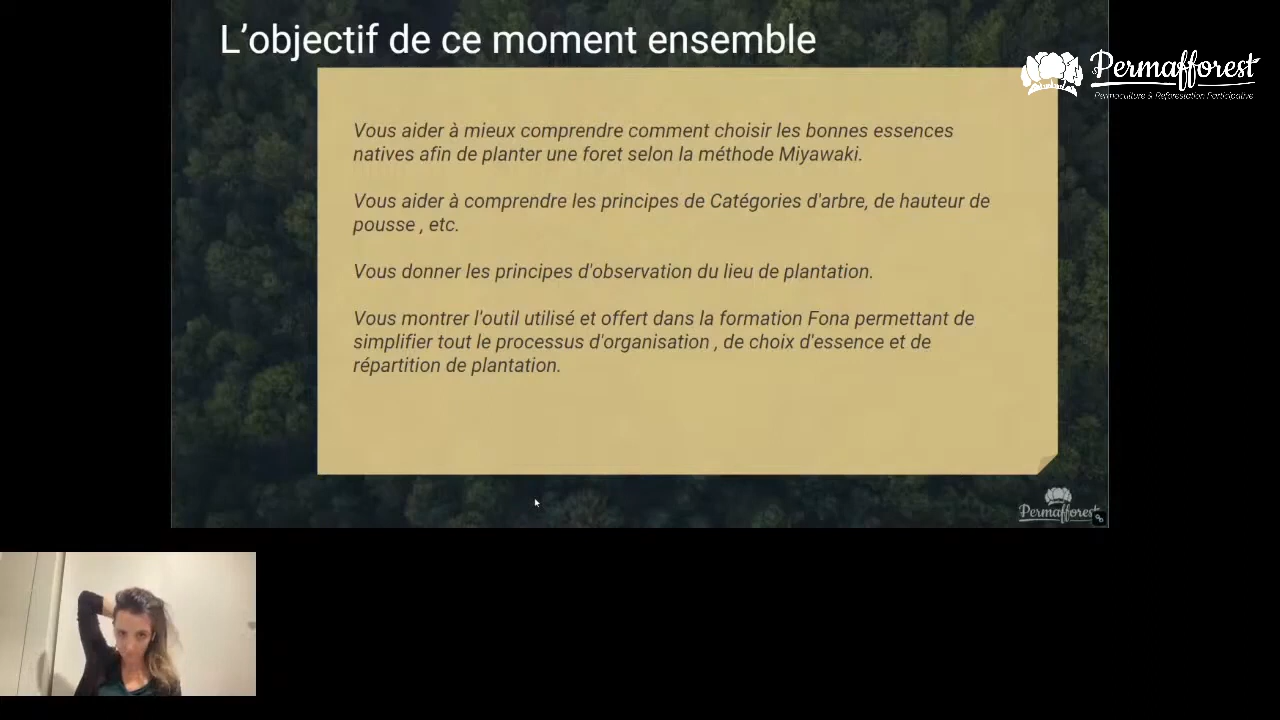 L’objectif de ce moment ensemble
Permafforest
Permaculture & Reforestation Participative
Vous aider à mieux comprendre comment choisir les bonnes essences
natives afin de planter une foret selon la méthode Miyawaki.
Vous aider à comprendre les principes de Catégories d'arbre, de hauteur de
pousse , etc.
Vous donner les principes d'observation du lieu de plantation.
Vous montrer l'outil utilisé et offert dans la formation Fona permettant de
simplifier tout le processus d'organisation , de choix d'essence et de
répartition de plantation.
Permafforest